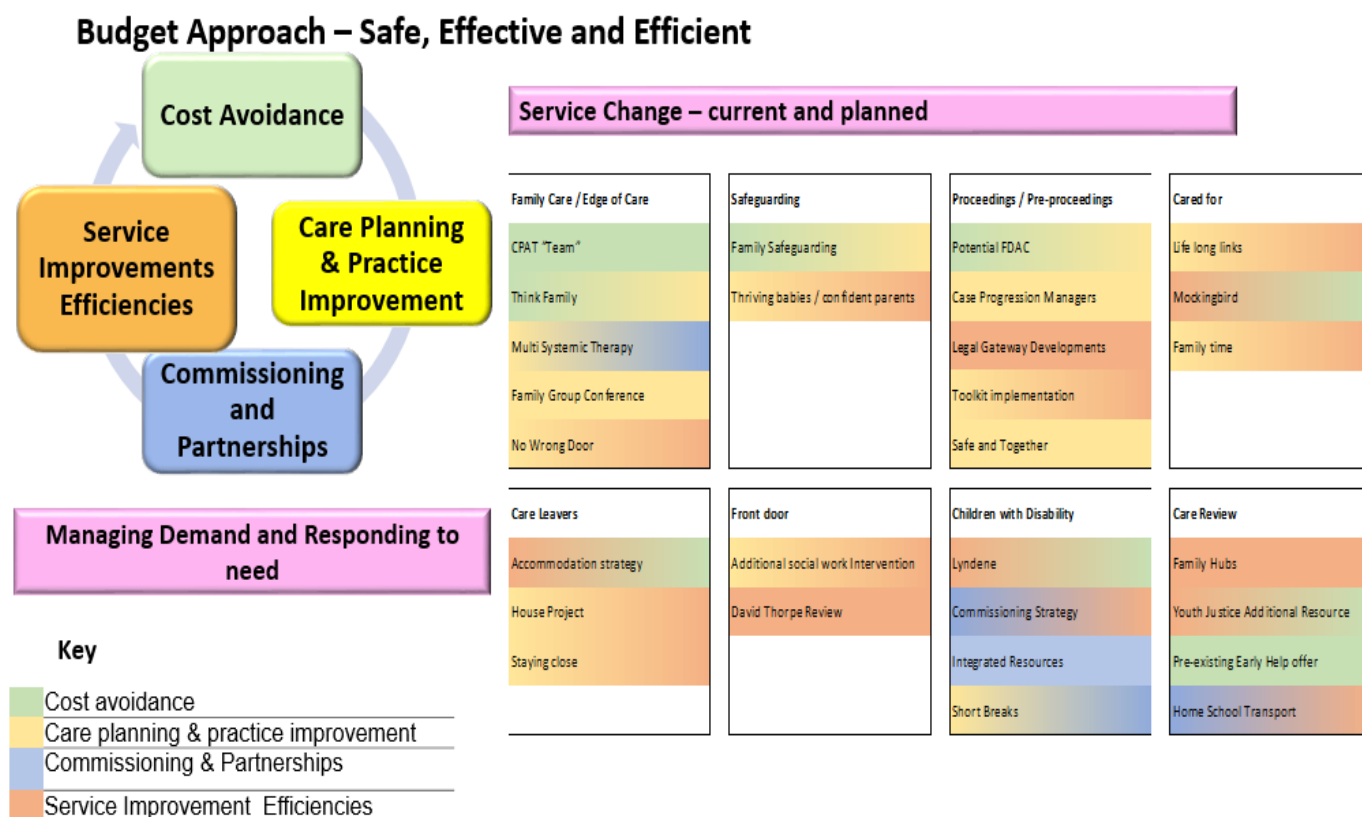 Budget Approach – Safe, Effective and Efficient
Cost Avoidance
Care Planning
& Practice
Improvement
Commissioning
and
Partnerships
Service
Improvements
Efficiencies
Managing Demand and Responding to
need
Key
Cost avoidance
Care planning & practice improvement
Commissioning & Partnerships
Service Improvement Efficiencies
Service Change – current and planned
Family Care / Edge of Care
CPAT “Team”
Think Family
Multi Systemic Therapy
Family Group Conference
No Wrong Door
Safeguarding
Family Safeguarding
Thriving babies / confident parents
Proceedings / Pre-proceedings
Potential FDAC
Case Progression Managers
Legal Gateway Developments
Toolkit implementation
Safe and Together
Cared for
Life long links
Mockingbird
Family time
Care Leavers
Accommodation strategy
House Project
Staying close
Front door
Additional social work Intervention
David Thorpe Review
Children with Disability
Lyndene
Commissioning Strategy
Integrated Resources
Short Breaks
Care Review
Family Hubs
Youth Justice Additional Resource
Pre-existing Early Help offer
Home School Transport